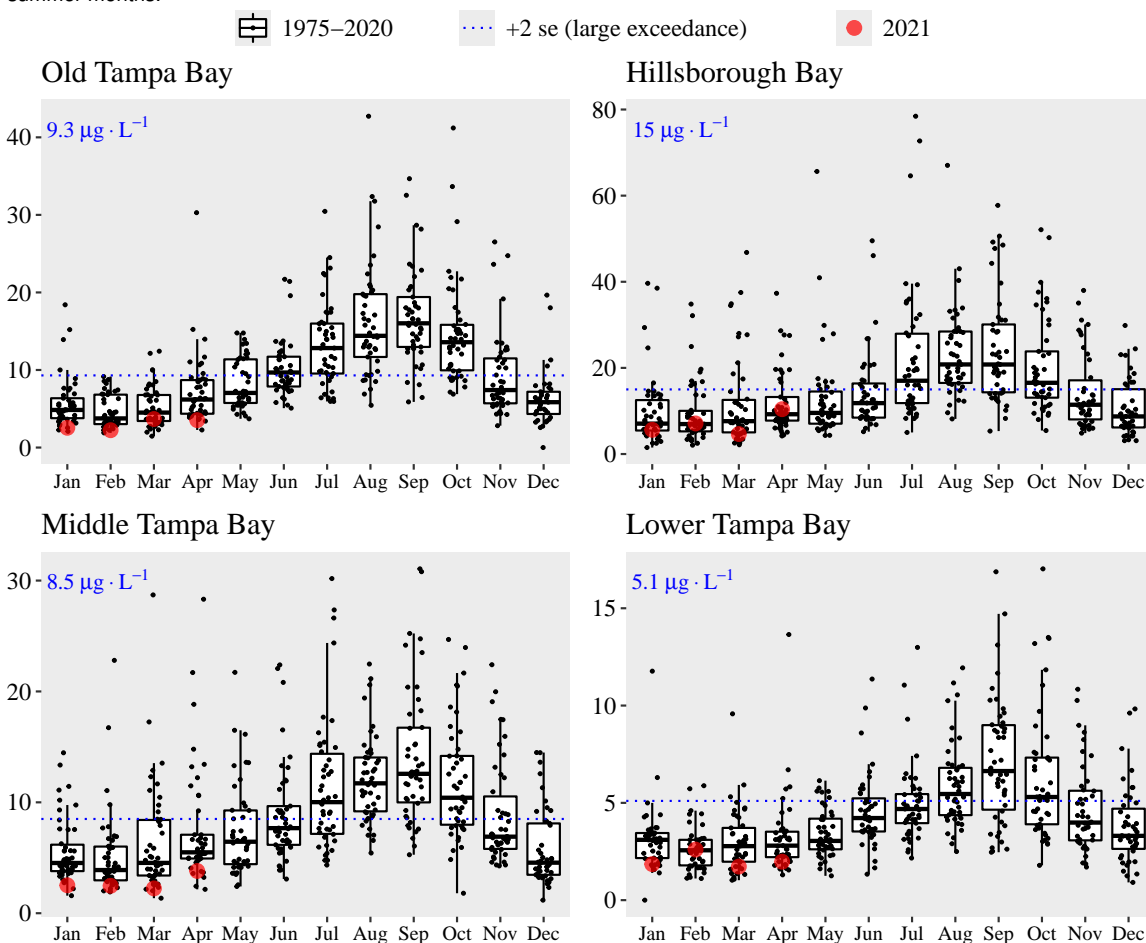 summer months.
1975−2020 +2 se (large exceedance) 2021
Old Tampa Bay
9.3 μg · L⁻¹
40
30
20
10
0
Jan Feb Mar Apr May Jun Jul Aug Sep Oct Nov Dec
Hillsborough Bay
15 μg · L⁻¹
80
60
40
20
0
Jan Feb Mar Apr May Jun Jul Aug Sep Oct Nov Dec
Middle Tampa Bay
8.5 μg · L⁻¹
30
20
10
0
Jan Feb Mar Apr May Jun Jul Aug Sep Oct Nov Dec
Lower Tampa Bay
5.1 μg · L⁻¹
15
10
5
0
Jan Feb Mar Apr May Jun Jul Aug Sep Oct Nov Dec